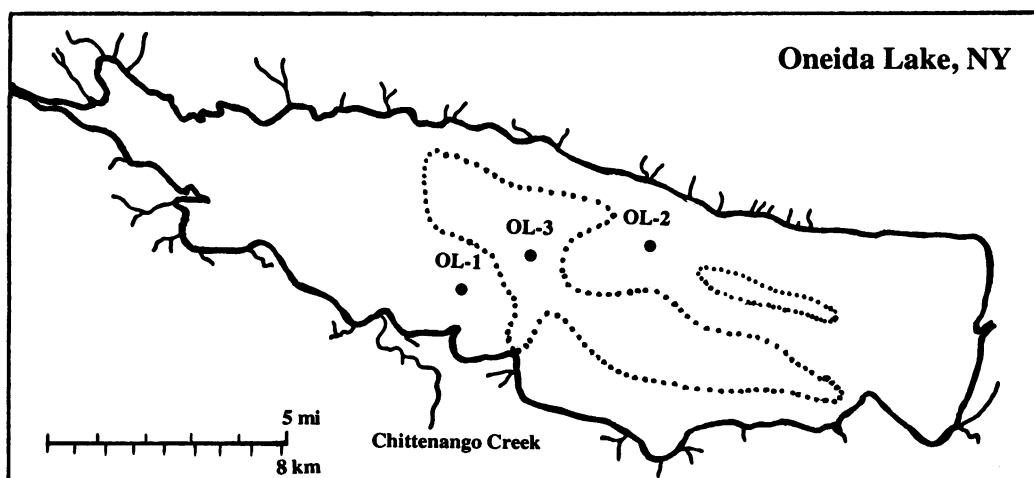 Oneida Lake, NY
OL-2
OL-3
OL-1
5 mi
8 km
Chittenango Creek